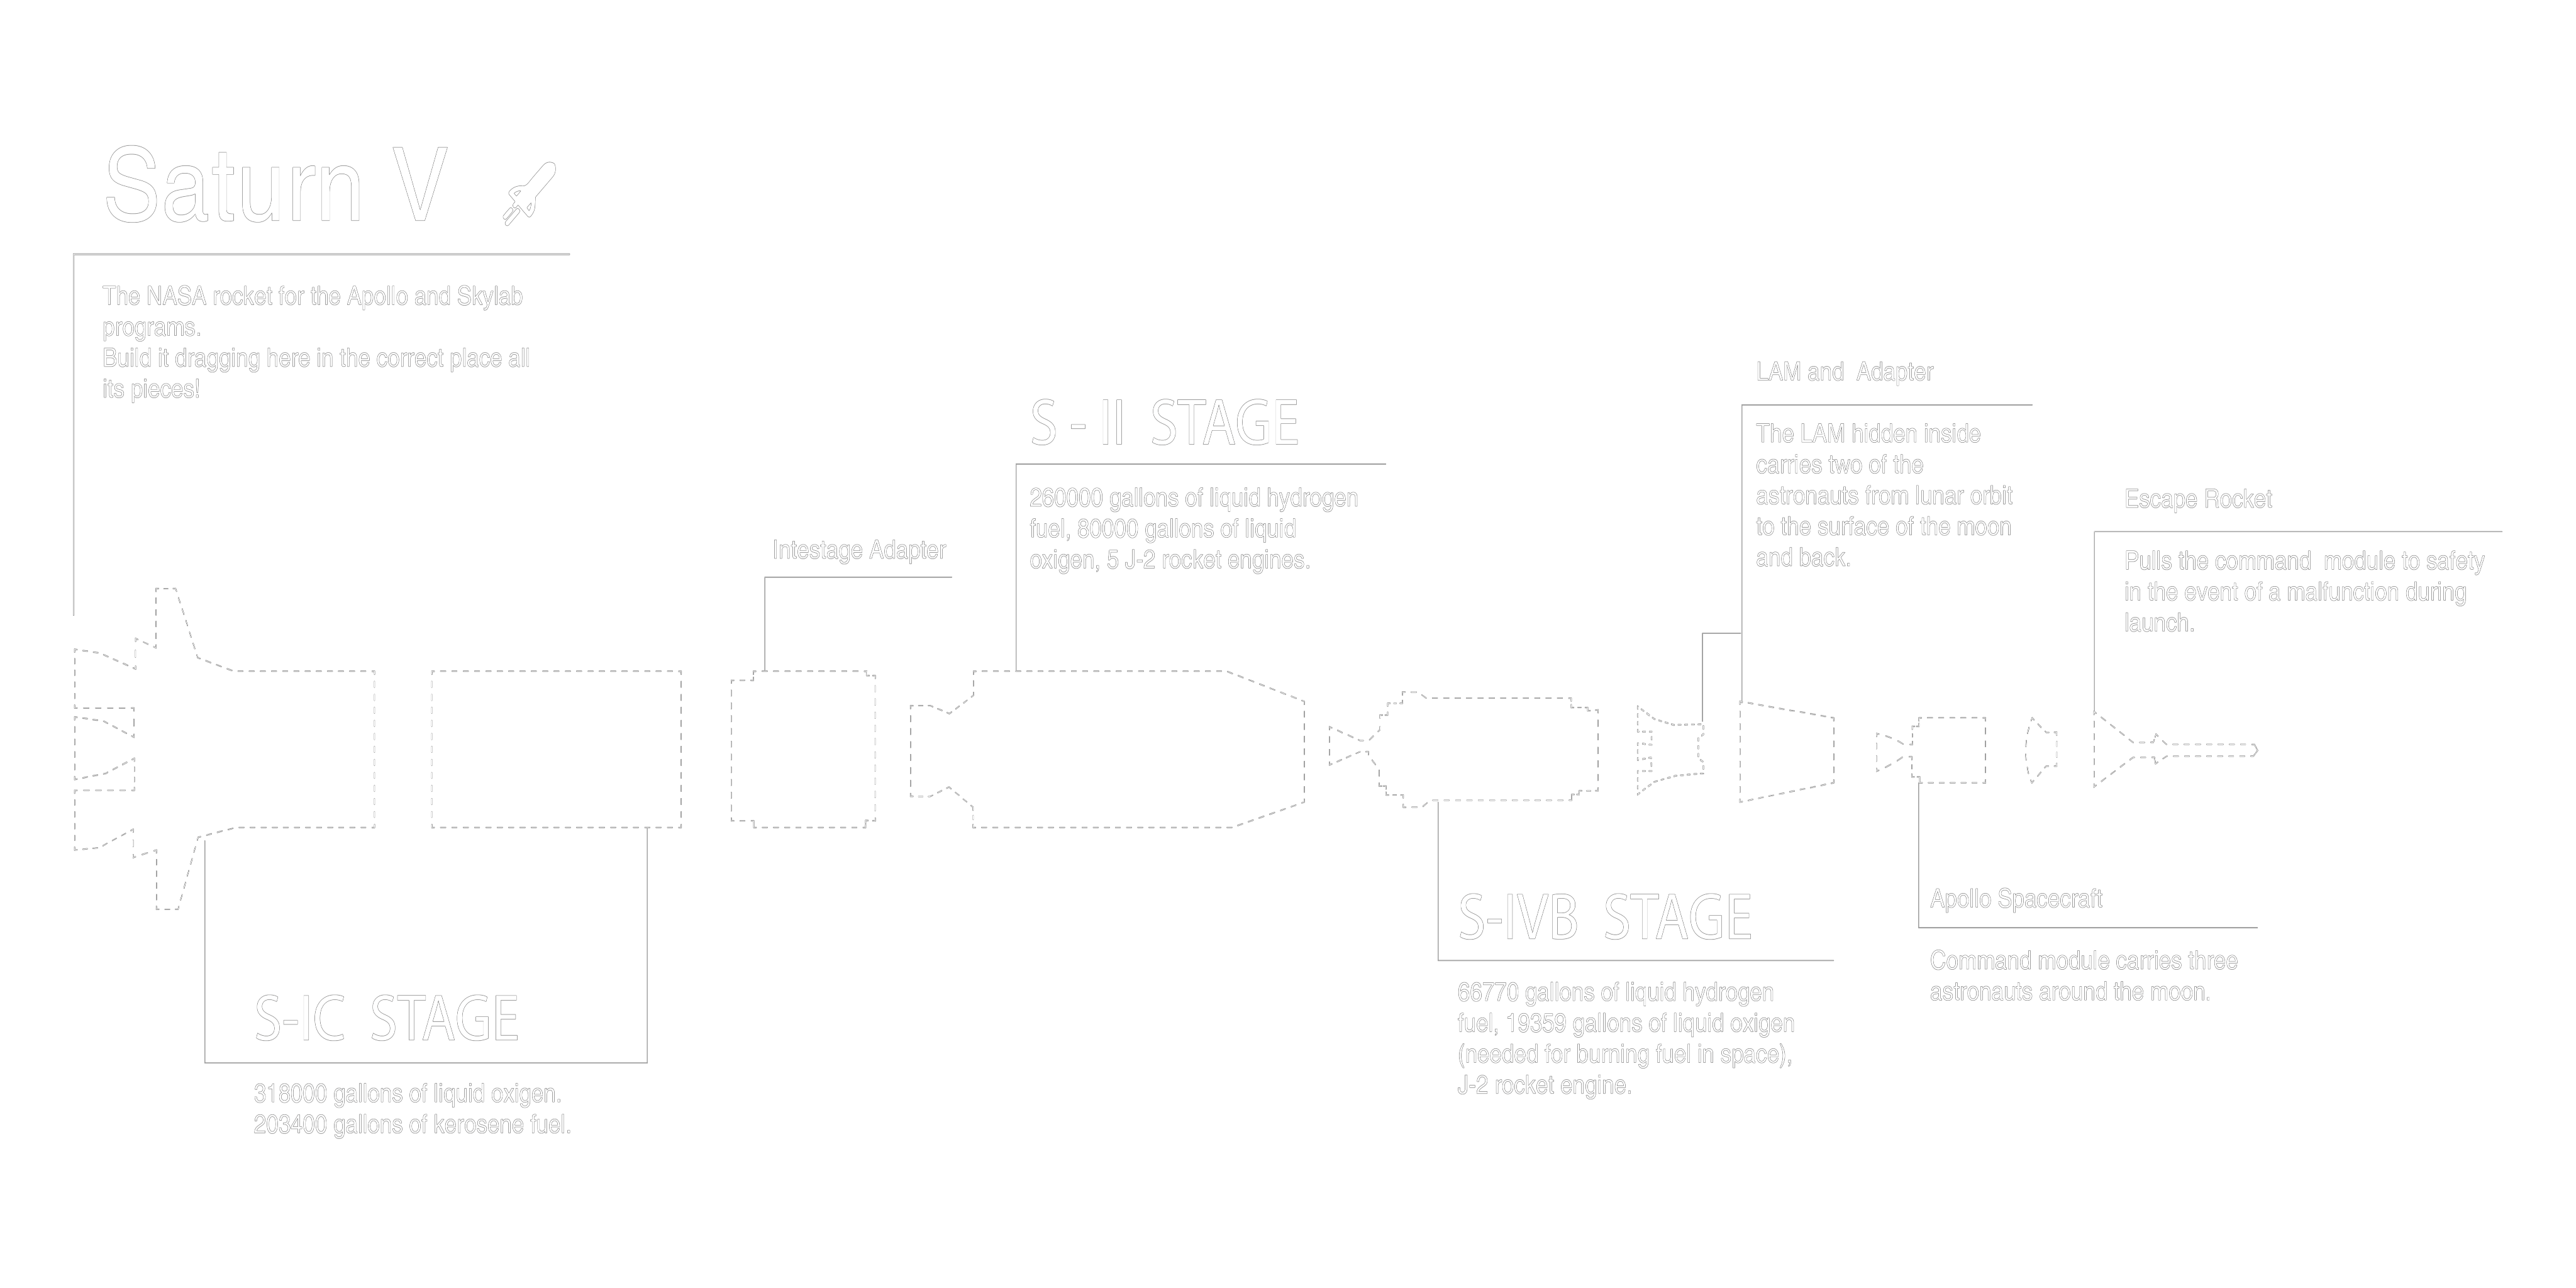 Saturn V
The NASA rocket for the Apollo and Skylab
programs.
Build it dragging here in the correct place all
its pieces!
S-IC STAGE
318000 gallons of liquid oxigen.
203400 gallons of kerosene fuel.
Intestage Adapter
S - II STAGE
260000 gallons of liquid hydrogen
fuel, 80000 gallons of liquid
oxigen, 5 J-2 rocket engines.
S-IVB STAGE
66770 gallons of liquid hydrogen
fuel, 19359 gallons of liquid oxigen
(needed for burning fuel in space),
J-2 rocket engine.
LAM and Adapter
The LAM hidden inside
carries two of the
astronauts from lunar orbit
to the surface of the moon
and back.
Apollo Spacecraft
Command module carries three
astronauts around the moon.
Escape Rocket
Pulls the command module to safety
in the event of a malfunction during
launch.